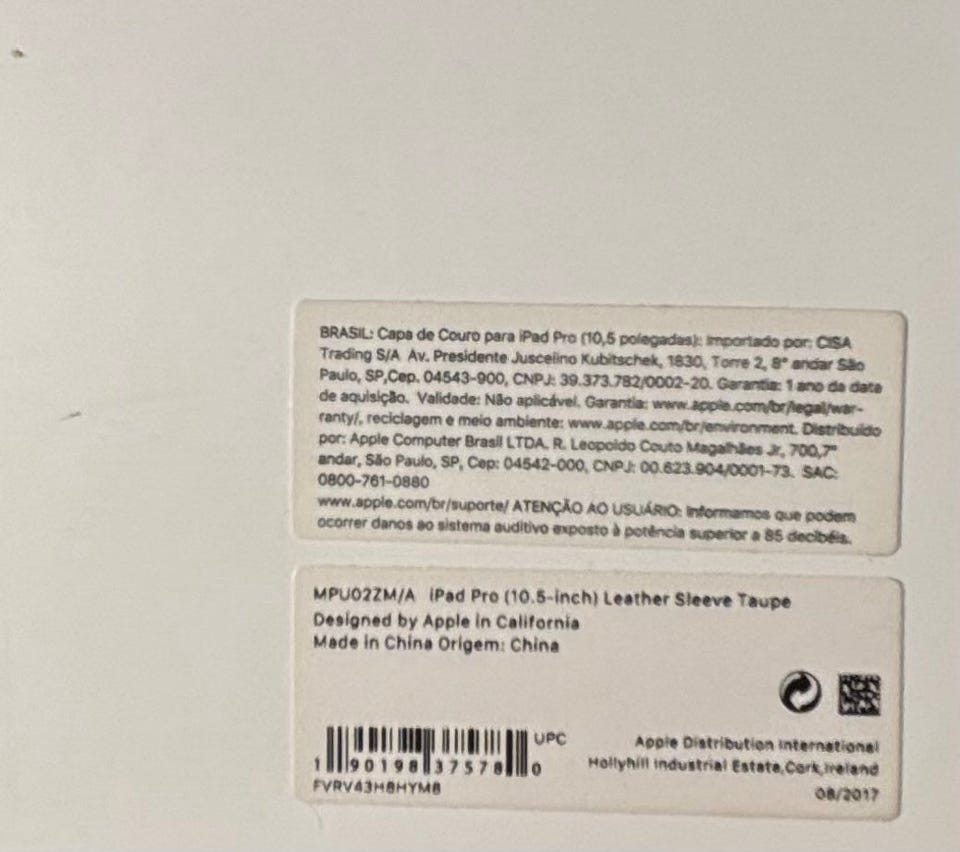 BRASIL: Capa de Couro para iPad Pro (10,5 polegadas): Importado por: CISA
Trading S/A Av. Presidente Juscelino Kubitschek, 1830, Torre 2, 8° andar São
Paulo, SP,Cep. 04543-900, CNPJ: 39.373.782/0002-20. Garantia: 1 ano da data
de aquisição. Validade: Não aplicável. Garantia: www.apple.com/br/legal/war-
ranty/, reciclagem e meio ambiente: www.apple.com/br/environment. Distribuído
por: Apple Computer Brasil LTDA. R. Leopoldo Couto Magalhães Jr, 700,7°
andar, São Paulo, SP, Cep: 04542-000, CNPJ: 00.623.904/0001-73. SAC:
0800-761-0880
www.apple.com/br/suporte/ ATENÇÃO AO USUÁRIO: Informamos que podem
ocorrer danos ao sistema auditivo exposto à potência superior a 85 decibéis.
MPU02ZM/A iPad Pro (10.5-inch) Leather Sleeve Taupe
Designed by Apple in California
Made in China Origem: China
UPC
1 90198 37578 0
FVRV43H8HYM8
Apple Distribution International
Hollyhill Industrial Estate,Cork,Ireland
08/2017